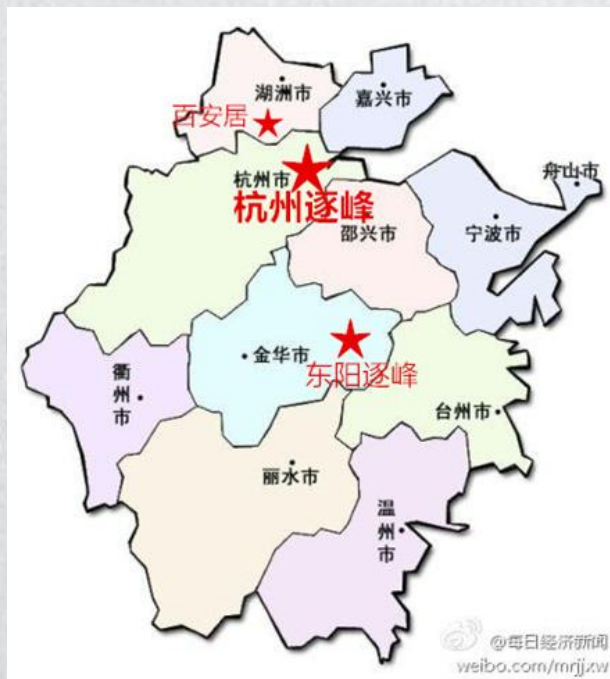 湖洲市
嘉兴市
百安居
杭州市
杭州逐峰
舟山市
邵兴市
宁波市
金华市
东阳逐峰
衢州市
台州市
丽水市
温州市
@每日经济新闻
weibo.com/mrjjxw